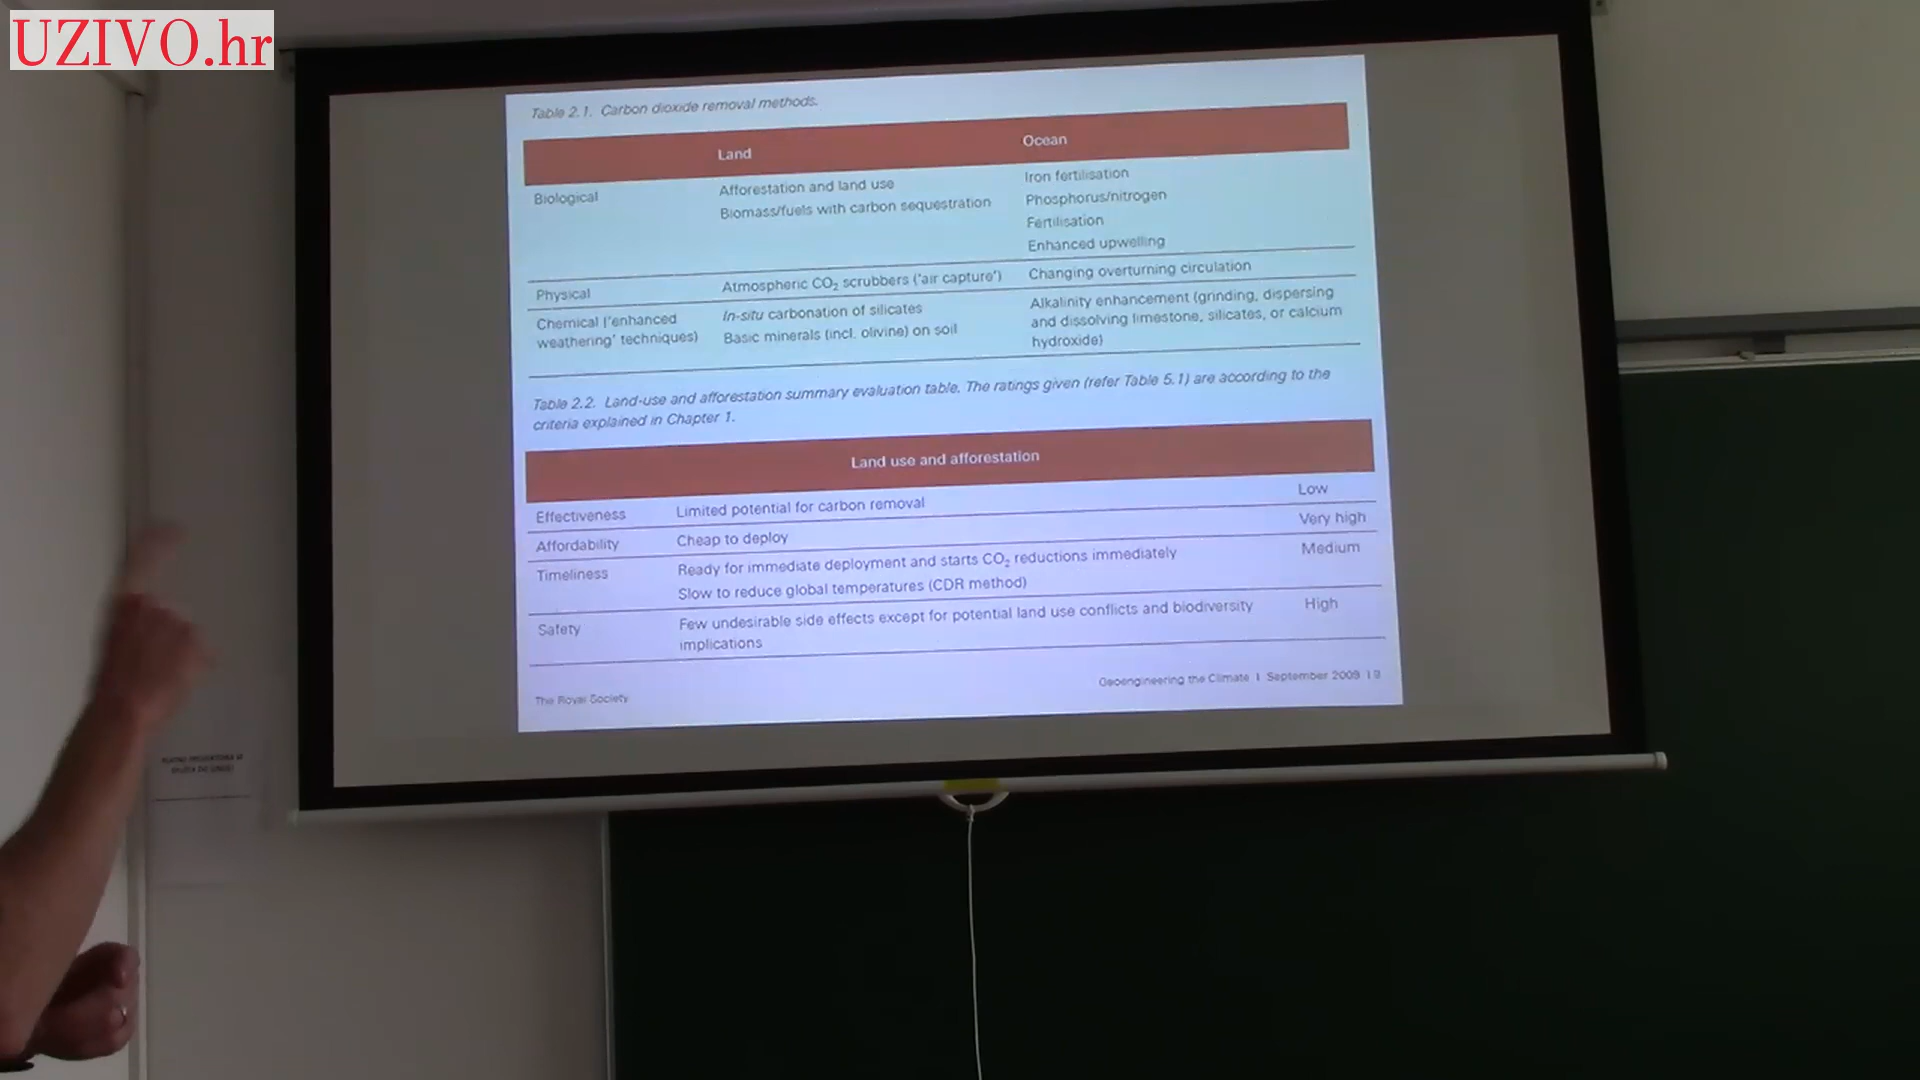 UZIVO.hr
Table 2.1. Carbon dioxide removal methods.
Land
Ocean
Biological
Afforestation and land use
Biomass/fuels with carbon sequestration
Iron fertilisation
Phosphorus/nitrogen
Fertilisation
Enhanced upwelling
Physical
Atmospheric CO₂ scrubbers ('air capture')
Changing overturning circulation
Chemical ('enhanced
weathering' techniques)
In-situ carbonation of silicates
Basic minerals (incl. olivine) on soil
Alkalinity enhancement (grinding, dispersing
and dissolving limestone, silicates, or calcium
hydroxide)
Table 2.2. Land-use and afforestation summary evaluation table. The ratings given (refer Table 5.1) are according to the
criteria explained in Chapter 1.
Land use and afforestation
Effectiveness
Limited potential for carbon removal
Low
Affordability
Cheap to deploy
Very high
Timeliness
Ready for immediate deployment and starts CO₂ reductions immediately
Slow to reduce global temperatures (CDR method)
Medium
Safety
Few undesirable side effects except for potential land use conflicts and biodiversity
implications
High
The Royal Society
Geoengineering the Climate I September 2009 I 9